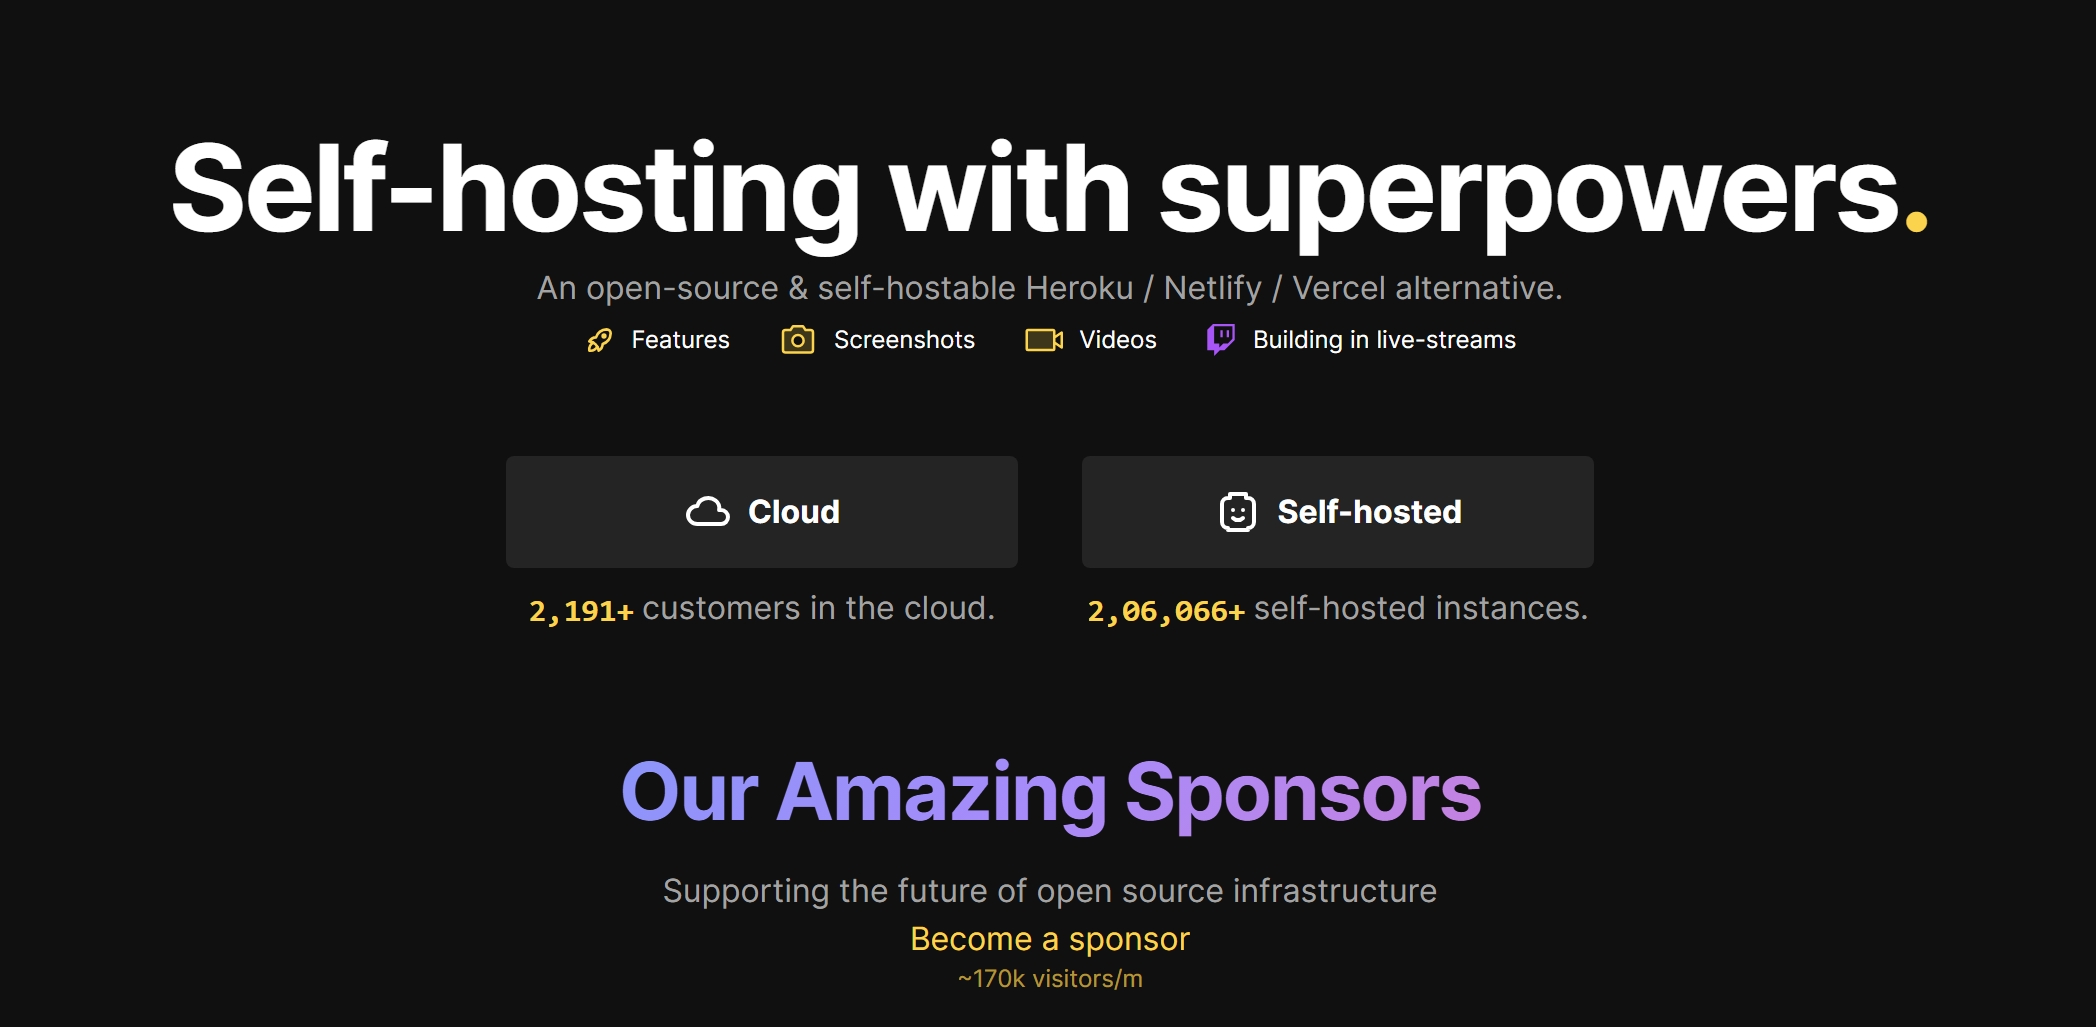 Self-hosting with superpowers.
An open-source & self-hostable Heroku / Netlify / Vercel alternative.
Features Screenshots Videos Building in live-streams
Cloud Self-hosted
2,191+ customers in the cloud. 2,06,066+ self-hosted instances.
Our Amazing Sponsors
Supporting the future of open source infrastructure
Become a sponsor
~170k visitors/m